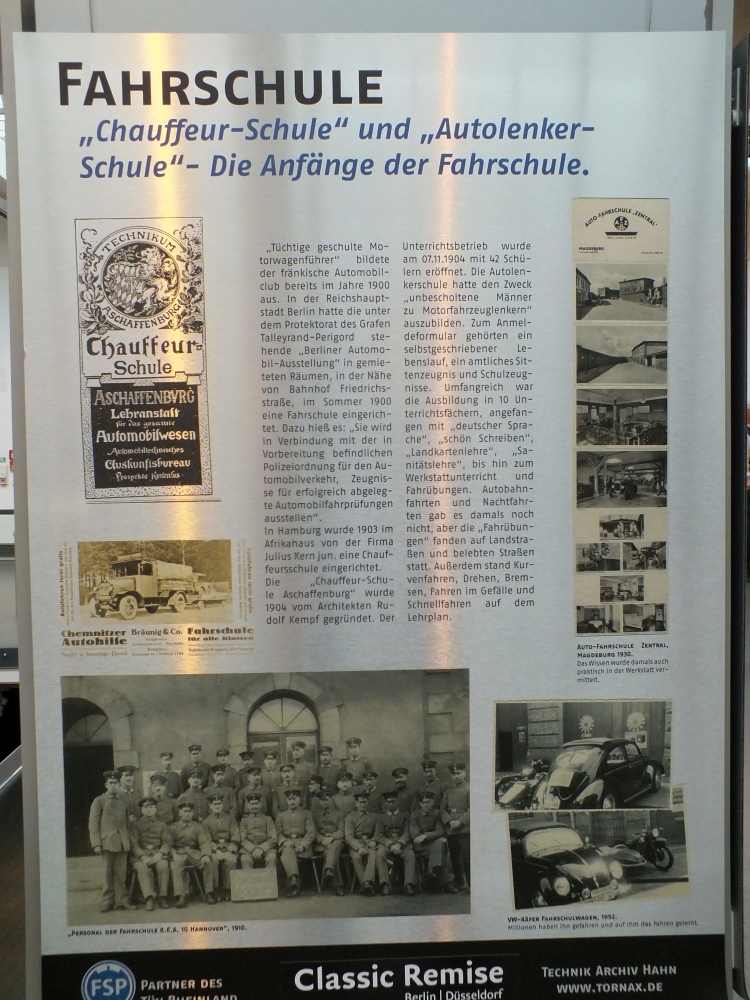 FAHRSCHULE
„Chauffeur-Schule“ und „Autolenker-
Schule“- Die Anfänge der Fahrschule.
TECHNIKUM
ASCHAFFENBURG
Chauffeur-
Schule
ASCHAFFENBVRG
Lehranstalt
für das gesamte
Automobilwesen
Automobiltechnisches
Auskunftsbureau
Prospekte Kostenlos
„Tüchtige geschulte Mo-
torwagenführer“ bildete
der fränkische Automobil-
club bereits im Jahre 1900
aus. In der Reichshaupt-
stadt Berlin hatte die unter
dem Protektorat des Grafen
Talleyrand-Perigord ste-
hende „Berliner Automo-
bil-Ausstellung“ in gemie-
teten Räumen, in der Nähe
von Bahnhof Friedrichs-
straße, im Sommer 1900
eine Fahrschule eingerich-
tet. Dazu hieß es: „Sie wird
in Verbindung mit der in
Vorbereitung befindlichen
Polizeiordnung für den Au-
tomobilverkehr, Zeugnis-
se für erfolgreich abgeleg-
te Automobilfahrprüfungen
ausstellen“.
In Hamburg wurde 1903 im
Afrikahaus von der Firma
Julius Kern jun. eine Chauf-
feursschule eingerichtet.
Die „Chauffeur-Schu-
le Aschaffenburg“ wurde
1904 vom Architekten Ru-
dolf Kempf gegründet. Der
Unterrichtsbetrieb wurde
am 07.11.1904 mit 42 Schü-
lern eröffnet. Die Autolen-
kerschule hatte den Zweck
„unbescholtene Männer
zu Motorfahrzeuglenkern“
auszubilden. Zum Anmel-
deformular gehörten ein
selbstgeschriebener Le-
benslauf, ein amtliches Sit-
tenzeugnis und Schulzeug-
nisse. Umfangreich war
die Ausbildung in 10 Un-
terrichtsfächern, angefan-
gen mit „deutscher Spra-
che“, „schön Schreiben“,
„Landkartenlehre“, „Sa-
nitätslehre“, bis hin zum
Werkstattunterricht und
Fahrübungen. Autobahn-
fahrten und Nachtfahr-
ten gab es damals noch
nicht, aber die „Fahrübun-
gen“ fanden auf Landstra-
ßen und belebten Straßen
statt. Außerdem stand Kur-
venfahren, Drehen, Brem-
sen, Fahren im Gefälle und
Schnellfahren auf dem
Lehrplan.
AUTO-FAHRSCHULE „ZENTRAL“
MAGDEBURG
AUTO-FAHRSCHULE ZENTRAL,
MAGDEBURG 1930.
Das Wissen wurde damals auch
praktisch in der Werkstatt ver-
mittelt.
Chemnitzer
Autohilfe
Bräunig & Co.
Fahrschule
für alle Klassen
„PERSONAL DER FAHRSCHULE K.E.A. 10 HANNOVER“, 1910.
VW-KÄFER FAHRSCHULWAGEN, 1952.
Millionen haben ihn gefahren und auf ihm das Fahren gelernt.
FSP
PARTNER DES
TÜV RHEINLAND
Classic Remise
Berlin | Düsseldorf
TECHNIK ARCHIV HAHN
WWW.TORNAX.DE